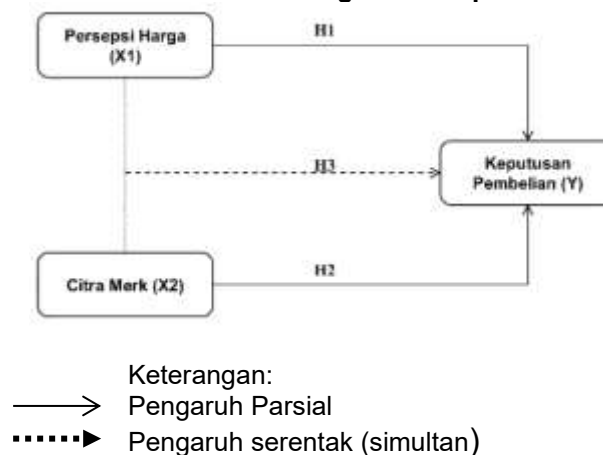 Persepsi Harga
(X1)
H1
H3
Keputusan
Pembelian (Y)
H2
Citra Merk (X2)
Keterangan:
Pengaruh Parsial
Pengaruh serentak (simultan)